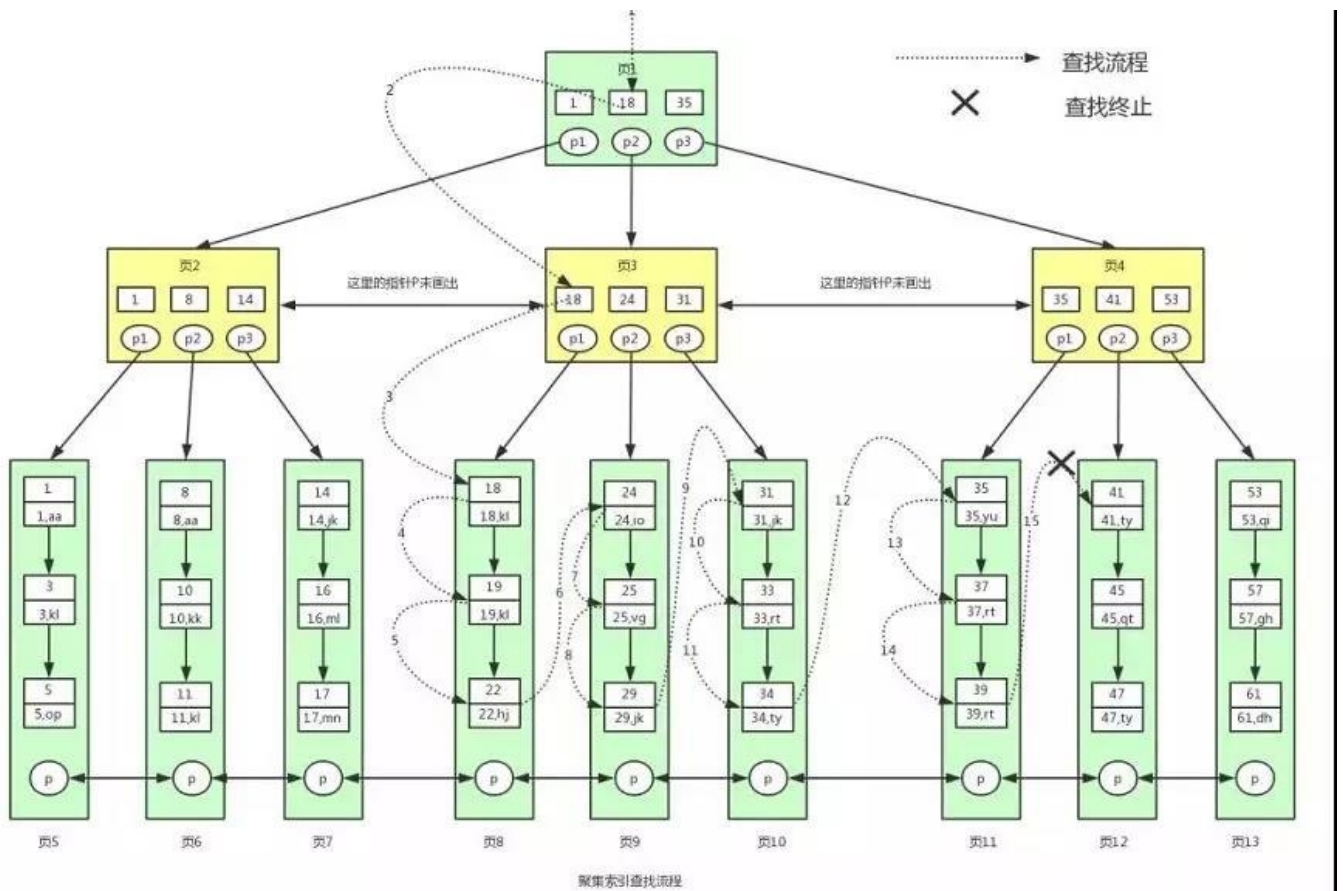 1
页1
1 18 35
p1 p2 p3
查找流程
查找终止
2
页2
1 8 14
p1 p2 p3
这里的指针P未画出
页3
18 24 31
p1 p2 p3
这里的指针P未画出
页4
35 41 53
p1 p2 p3
3
1
1,aa
3
3,kl
5
5,op
p
页5
8
8,aa
10
10,kk
11
11,kl
p
页6
14
14,jk
16
16,ml
17
17,mn
p
页7
18
18,kl
4
19
19,kl
5
22
22,hj
p
页8
6
24
24,io
7
25
25,vg
8
29
29,jk
p
页9
9
31
31,jk
10
33
33,rt
11
34
34,ty
p
页10
12
35
35,yu
13
37
37,rt
14
39
39,rt
p
页11
15
41
41,ty
45
45,qt
47
47,ty
p
页12
53
53,qi
57
57,gh
61
61,dh
p
页13
聚集索引查找流程